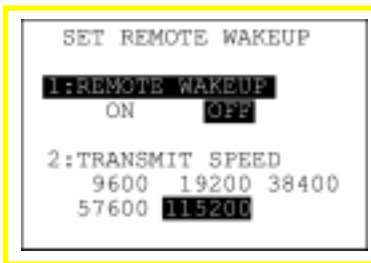 SET REMOTE WAKEUP
1:REMOTE WAKEUP
ON OFF
2:TRANSMIT SPEED
9600 19200 38400
57600 115200